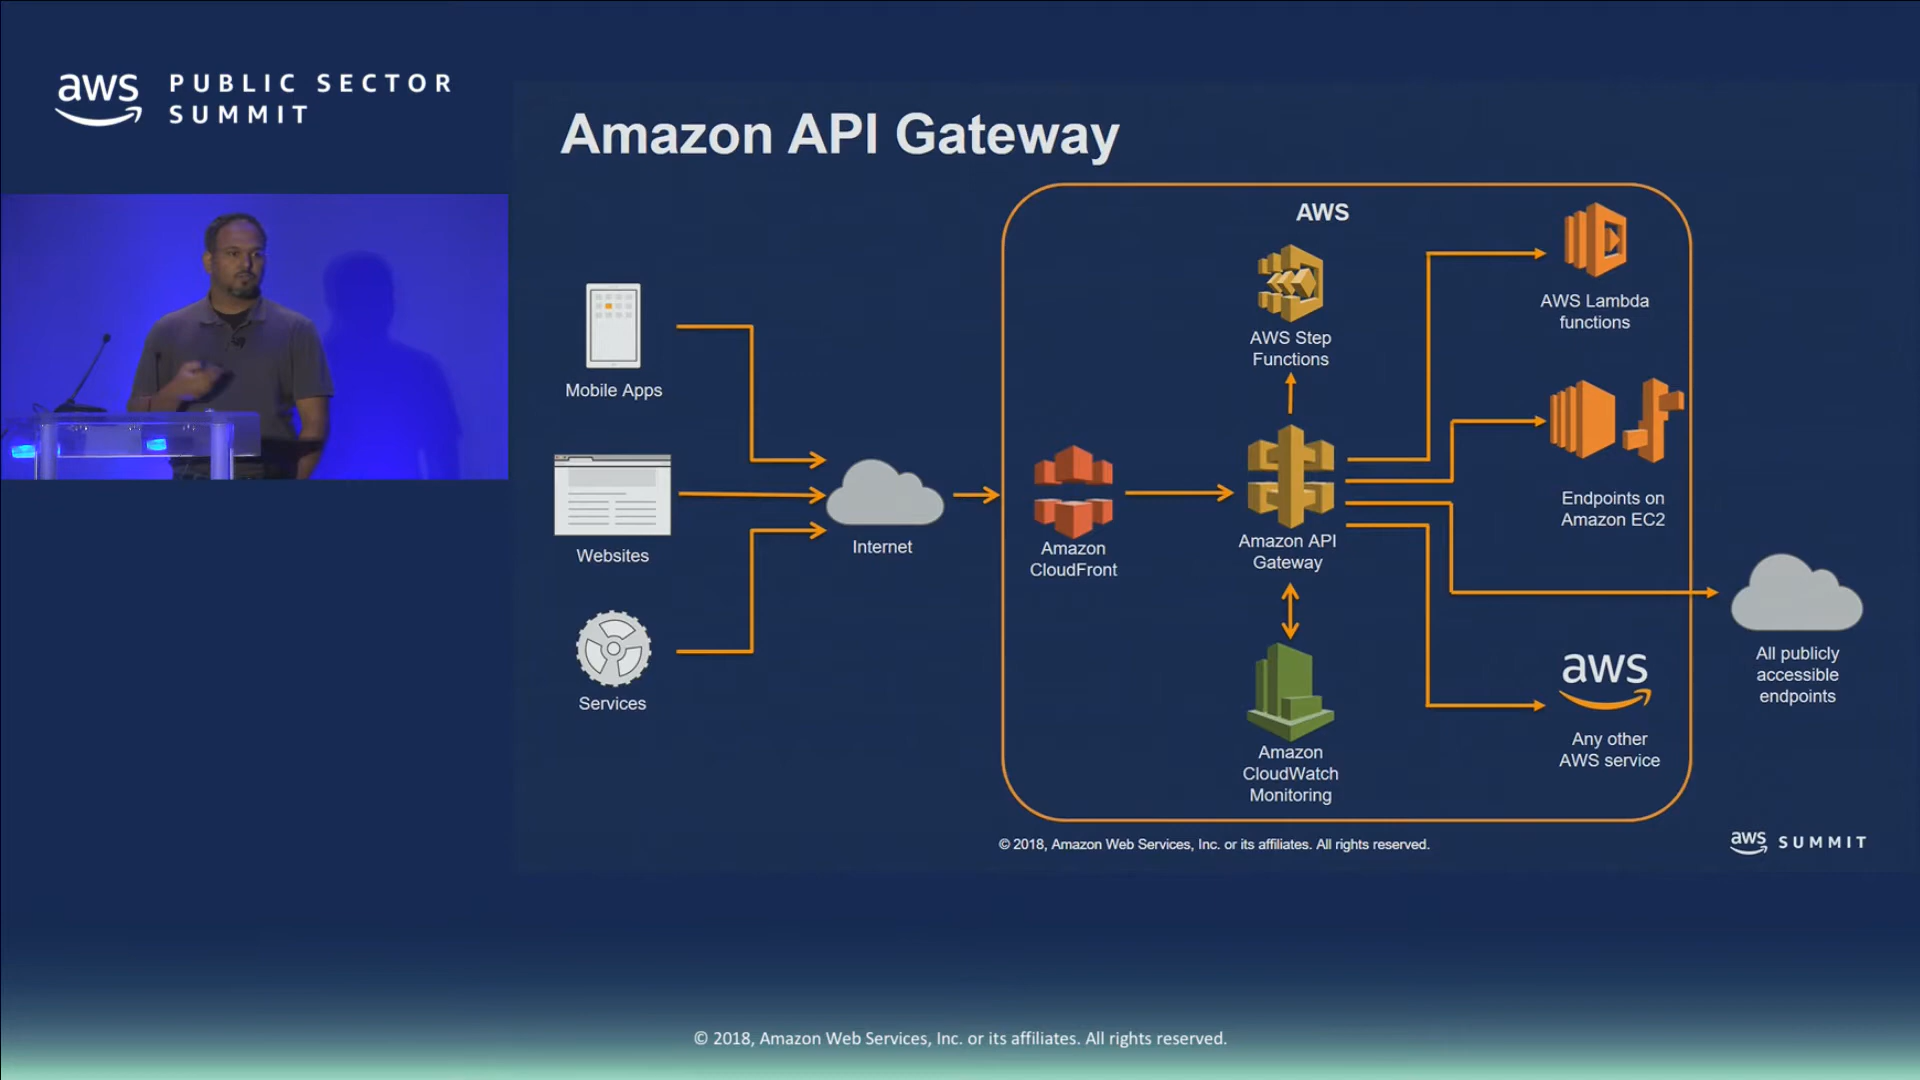 aws
PUBLIC SECTOR
SUMMIT
Amazon API Gateway
AWS
Mobile Apps
Websites
Services
Internet
Amazon
CloudFront
AWS Step
Functions
Amazon API
Gateway
Amazon
CloudWatch
Monitoring
AWS Lambda
functions
Endpoints on
Amazon EC2
All publicly
accessible
endpoints
aws
Any other
AWS service
© 2018, Amazon Web Services, Inc. or its affiliates. All rights reserved.
aws SUMMIT
© 2018, Amazon Web Services, Inc. or its affiliates. All rights reserved.